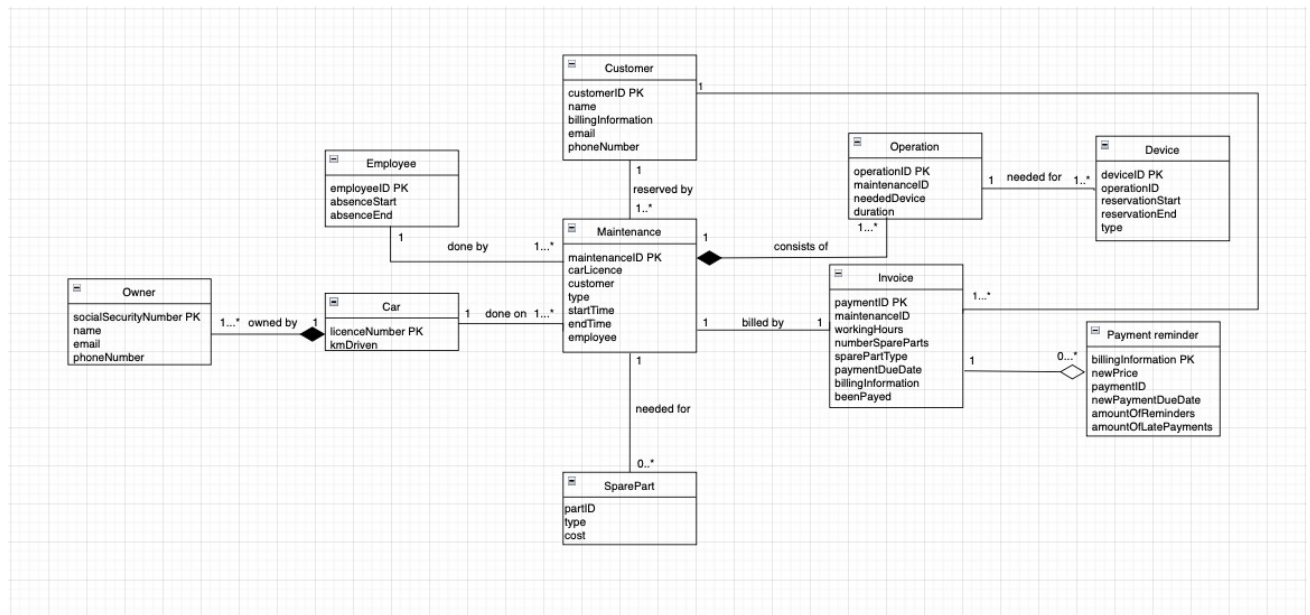 Customer
customerID PK
name
billingInformation
email
phoneNumber
1
1
reserved by
1..*
Employee
employeeID PK
absenceStart
absenceEnd
1
done by
1...*
Operation
operationID PK
maintenanceID
neededDevice
duration
1
needed for
1..*
1...*
Device
deviceID PK
operationID
reservationStart
reservationEnd
type
Maintenance
maintenanceID PK
carLicence
customer
type
startTime
endTime
employee
1
consists of
Owner
socialSecurityNumber PK
name
email
phoneNumber
1...*
owned by
1
Car
licenceNumber PK
kmDriven
1
done on
1...*
1
billed by
1
Invoice
paymentID PK
maintenanceID
workingHours
numberSpareParts
sparePartType
paymentDueDate
billingInformation
beenPayed
1...*
1
0...*
Payment reminder
billingInformation PK
newPrice
paymentID
newPaymentDueDate
amountOfReminders
amountOfLatePayments
1
needed for
0..*
SparePart
partID
type
cost